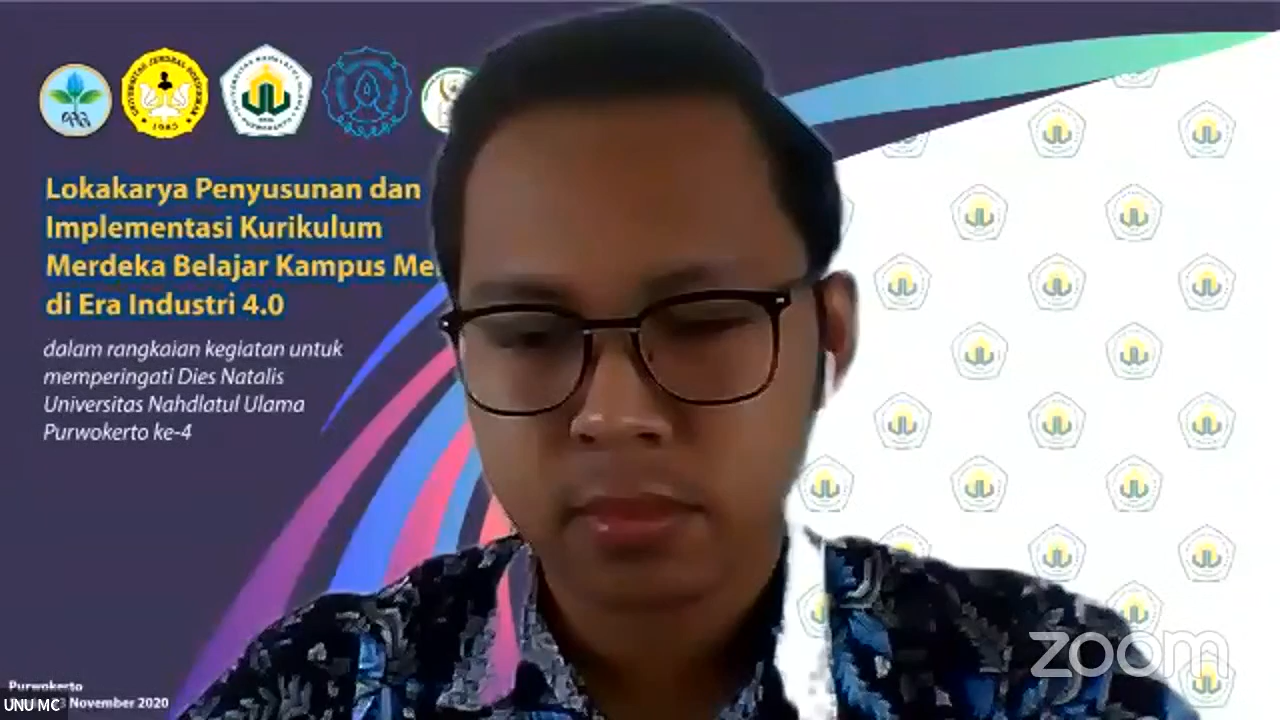 Lokakarya Penyusunan dan
Implementasi Kurikulum
Merdeka Belajar Kampus Me
di Era Industri 4.0
dalam rangkaian kegiatan untuk
memperingati Dies Natalis
Universitas Nahdlatul Ulama
Purwokerto ke-4
Purwokerto
November 2020
UNU MC
zoom